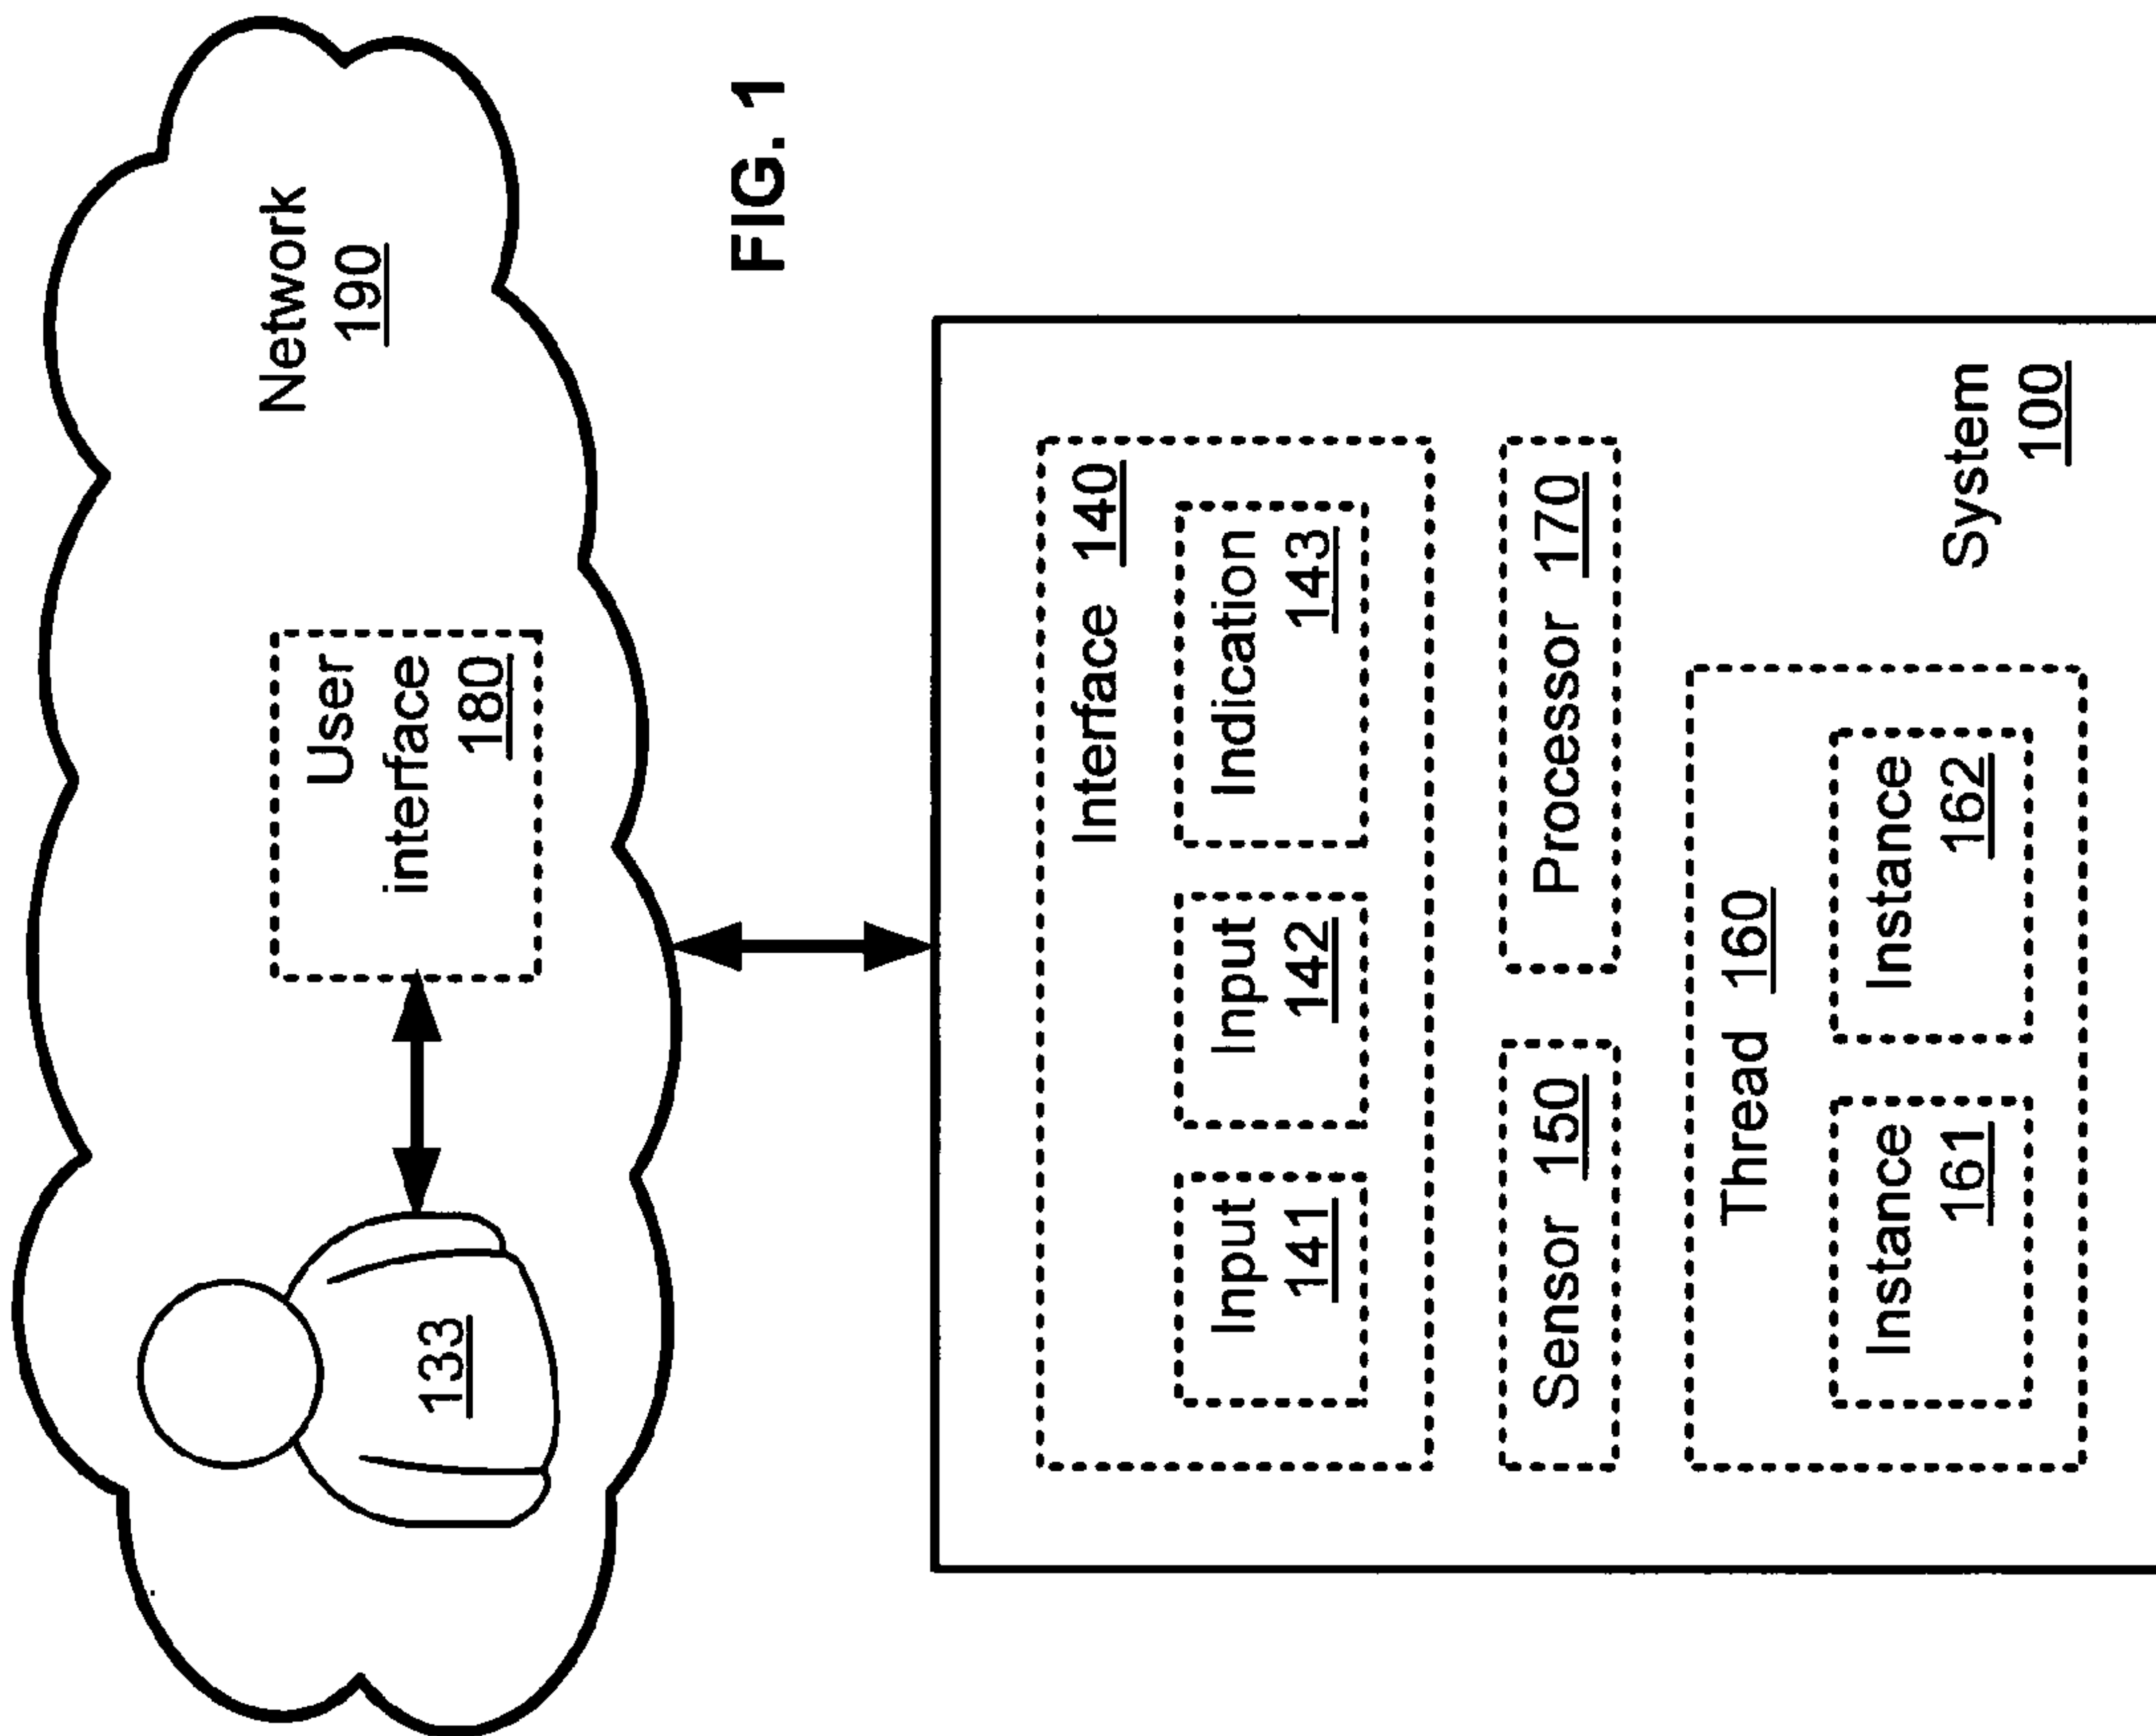 FIG. 1
Network
190
User
interface
180
133
Interface 140
Input
141
Input
142
Indication
143
Sensor 150
Processor 170
Thread 160
Instance
161
Instance
162
System
100